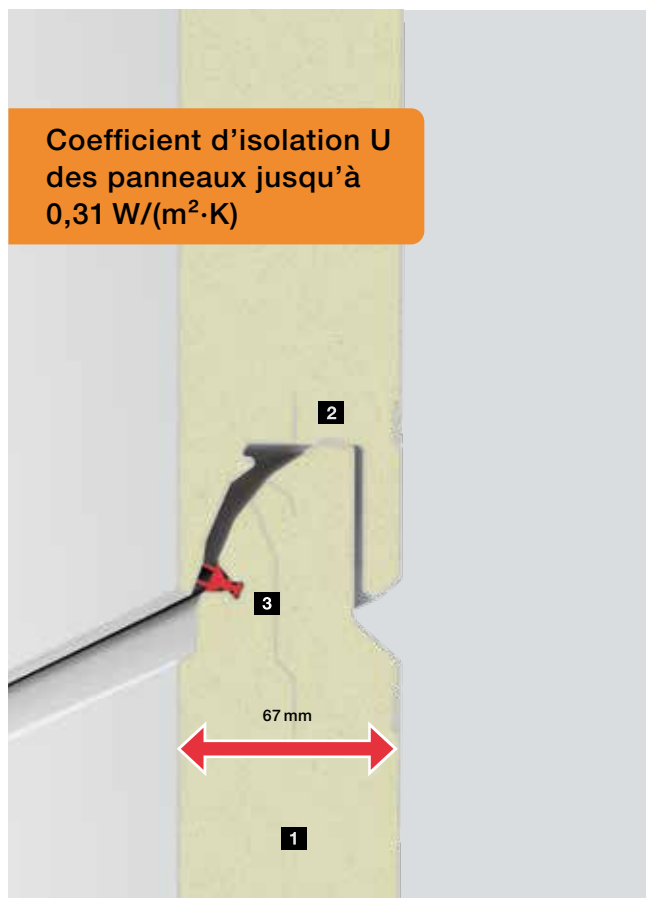 Coefficient d’isolation U
des panneaux jusqu’à
0,31 W/(m²·K)
2
3
67 mm
1